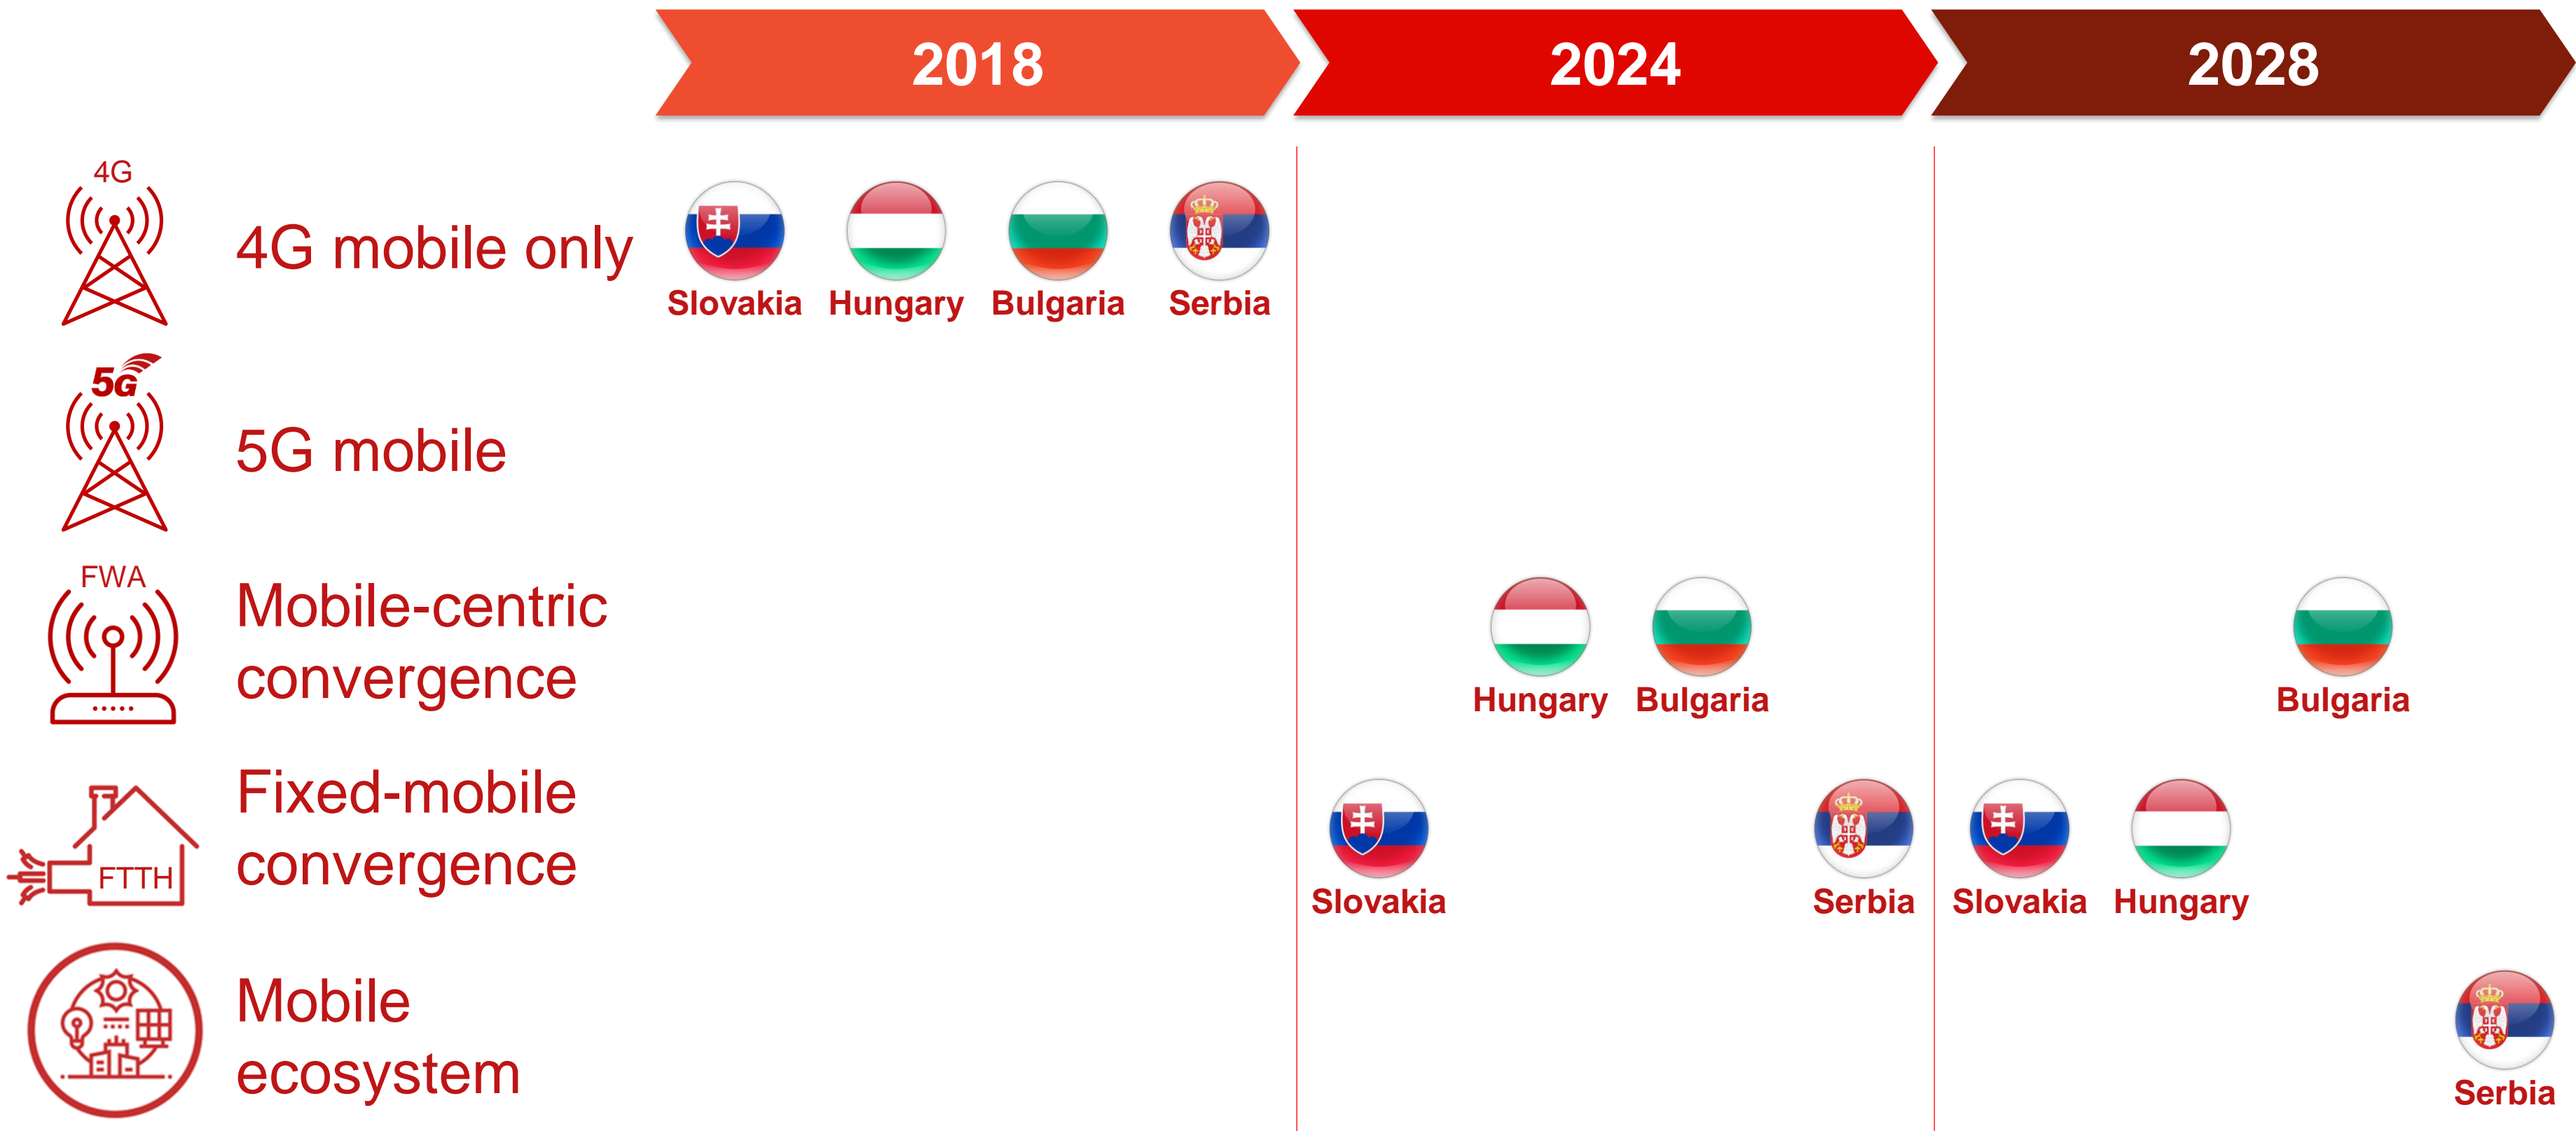 2018
2024
2028
4G
4G mobile only
Slovakia
Hungary
Bulgaria
Serbia
5G
5G mobile
FWA
Mobile-centric
convergence
Hungary
Bulgaria
Bulgaria
FTTH
Fixed-mobile
convergence
Slovakia
Serbia
Slovakia
Hungary
Mobile
ecosystem
Serbia